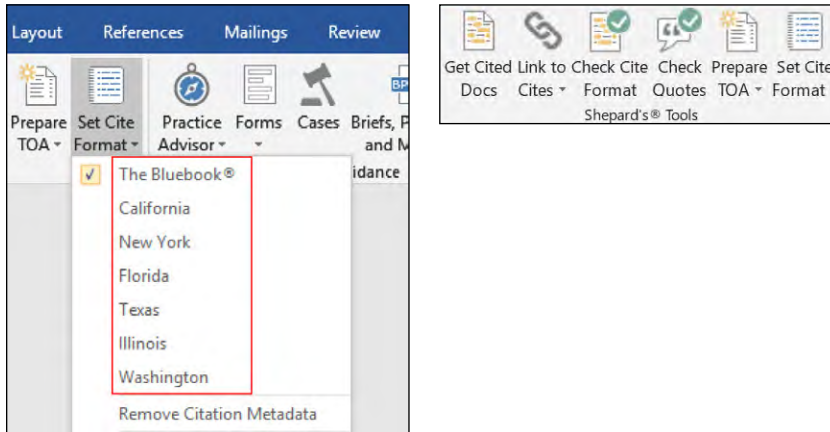 Layout References Mailings Review
Prepare Set Cite Practice Forms Cases Briefs, P
TOA Format Advisor and M
idance
The Bluebook®
California
New York
Florida
Texas
Illinois
Washington
Remove Citation Metadata
Get Cited Link to Check Cite Check Prepare Set Cite
Docs Cites Format Quotes TOA Format
Shepard's® Tools